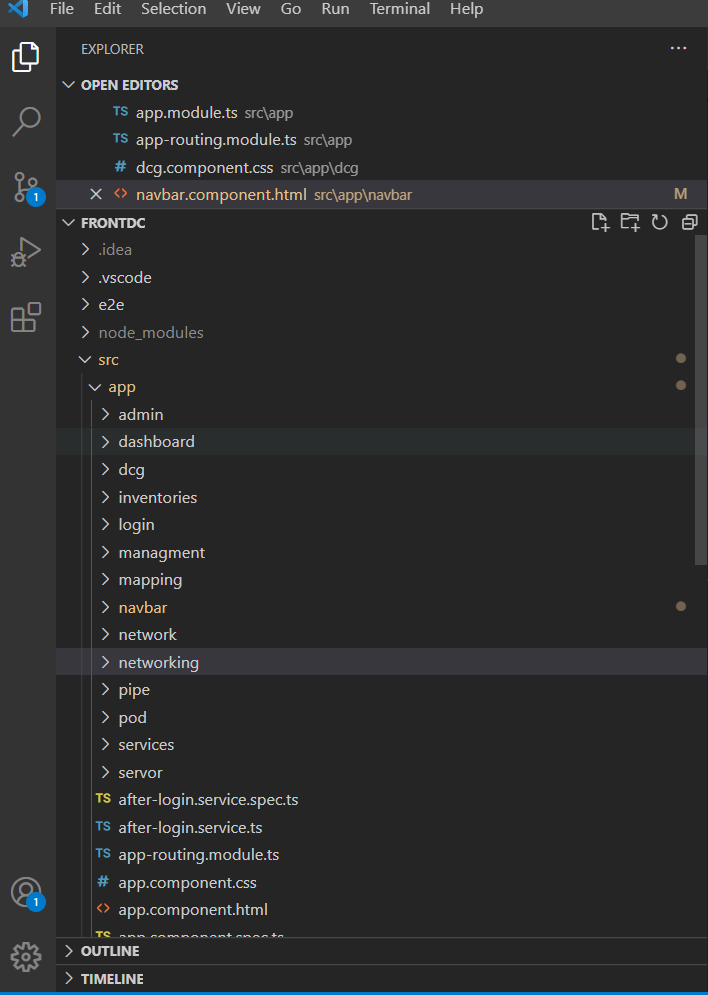 File Edit Selection View Go Run Terminal Help
EXPLORER
OPEN EDITORS
TS app.module.ts src\app
TS app-routing.module.ts src\app
# dcg.component.css src\app\dcg
<> navbar.component.html src\app\navbar M
FRONTDC
.idea
.vscode
e2e
node_modules
src
app
admin
dashboard
dcg
inventories
login
managment
mapping
navbar
network
networking
pipe
pod
services
servor
TS after-login.service.spec.ts
TS after-login.service.ts
TS app-routing.module.ts
# app.component.css
<> app.component.html
TS app.component.spec.ts
1
1
OUTLINE
TIMELINE